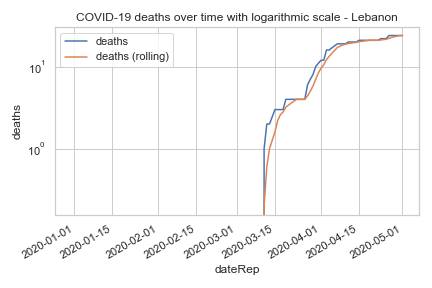 COVID-19 deaths over time with logarithmic scale - Lebanon
deaths
deaths (rolling)
10¹
10⁰
deaths
2020-01-01
2020-01-15
2020-02-01
2020-02-15
2020-03-01
2020-03-15
2020-04-01
2020-04-15
2020-05-01
dateRep